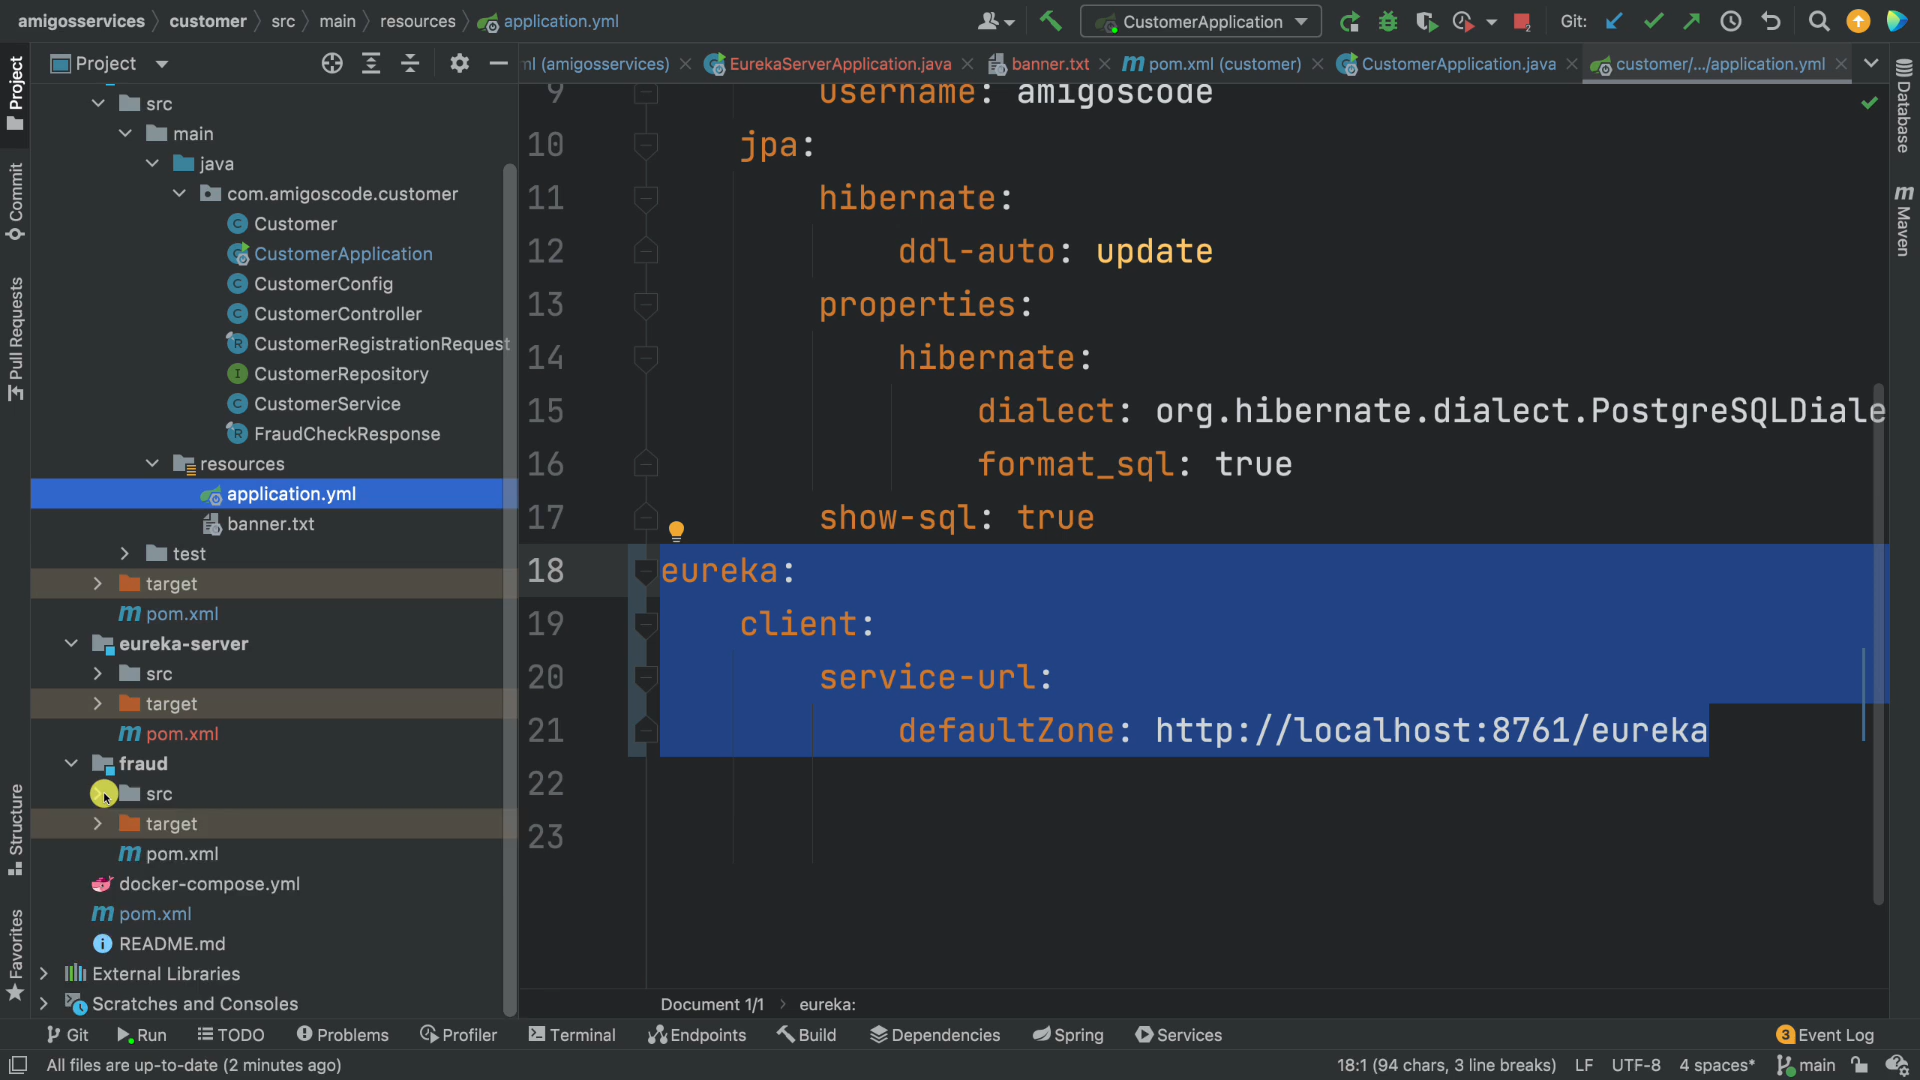 amigosservices > customer > src > main > resources > application.yml
CustomerApplication
Git:
Project
ml (amigosservices)
EurekaServerApplication.java
banner.txt
pom.xml (customer)
CustomerApplication.java
customer/.../application.yml
Project
Commit
Pull Requests
Structure
Favorites
src
main
java
com.amigoscode.customer
Customer
CustomerApplication
CustomerConfig
CustomerController
CustomerRegistrationRequest
CustomerRepository
CustomerService
FraudCheckResponse
resources
application.yml
banner.txt
test
target
pom.xml
eureka-server
src
target
pom.xml
fraud
src
target
pom.xml
docker-compose.yml
pom.xml
README.md
External Libraries
Scratches and Consoles
9 username: amigoscode
10 jpa:
11 hibernate:
12 ddl-auto: update
13 properties:
14 hibernate:
15 dialect: org.hibernate.dialect.PostgreSQLDiale
16 format_sql: true
17 show-sql: true
18 eureka:
19 client:
20 service-url:
21 defaultZone: http://localhost:8761/eureka
22
23
Database
Maven
Document 1/1 > eureka:
Git Run TODO Problems Profiler Terminal Endpoints Build Dependencies Spring Services 3 Event Log
All files are up-to-date (2 minutes ago) 18:1 (94 chars, 3 line breaks) LF UTF-8 4 spaces* main